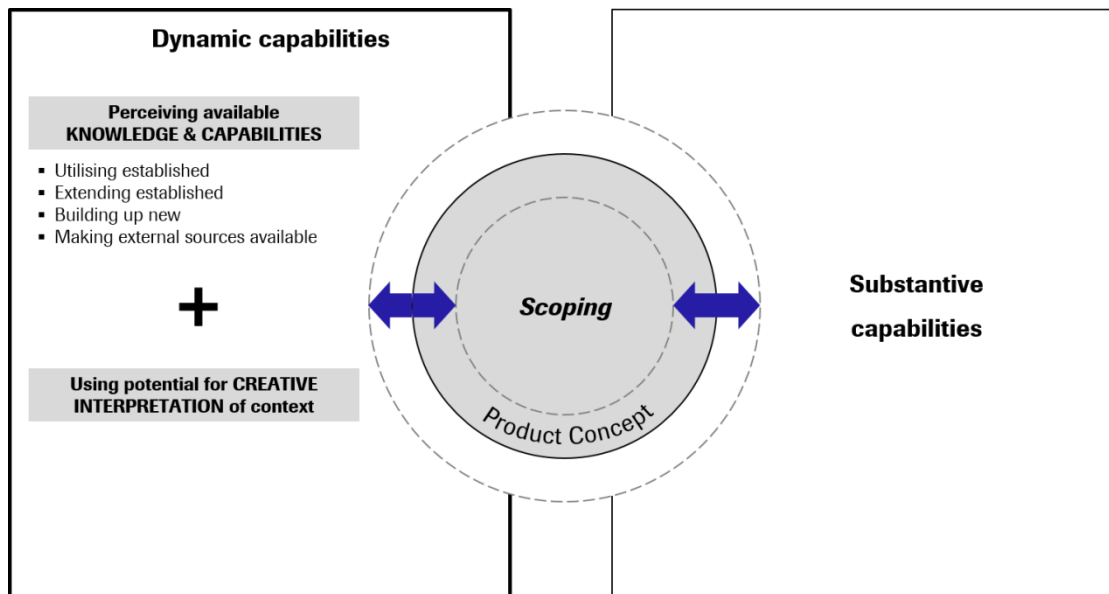 Dynamic capabilities
Perceiving available
KNOWLEDGE & CAPABILITIES
▪ Utilising established
▪ Extending established
▪ Building up new
▪ Making external sources available
+
Using potential for CREATIVE
INTERPRETATION of context
Scoping
Product Concept
Substantive
capabilities